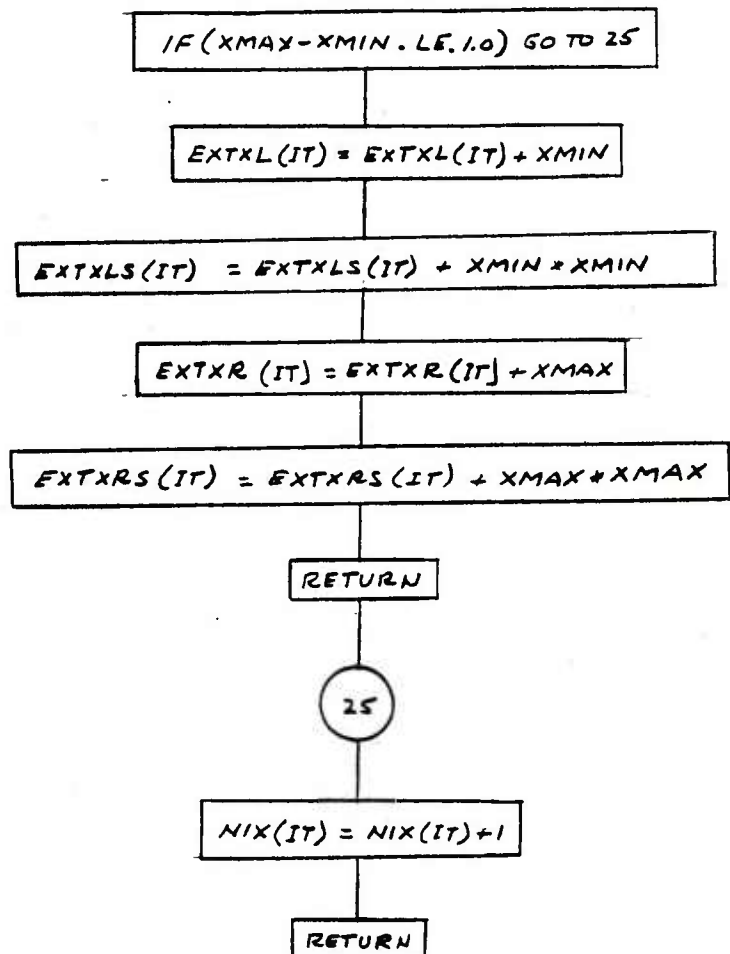 IF (XMAX-XMIN.LE.1.0) GO TO 25
EXTXL(IT) = EXTXL(IT) + XMIN
EXTXLS(IT) = EXTXLS(IT) + XMIN * XMIN
EXTXR(IT) = EXTXR(IT) + XMAX
EXTXRS(IT) = EXTXRS(IT) + XMAX * XMAX
RETURN
25
NIX(IT) = NIX(IT)+1
RETURN